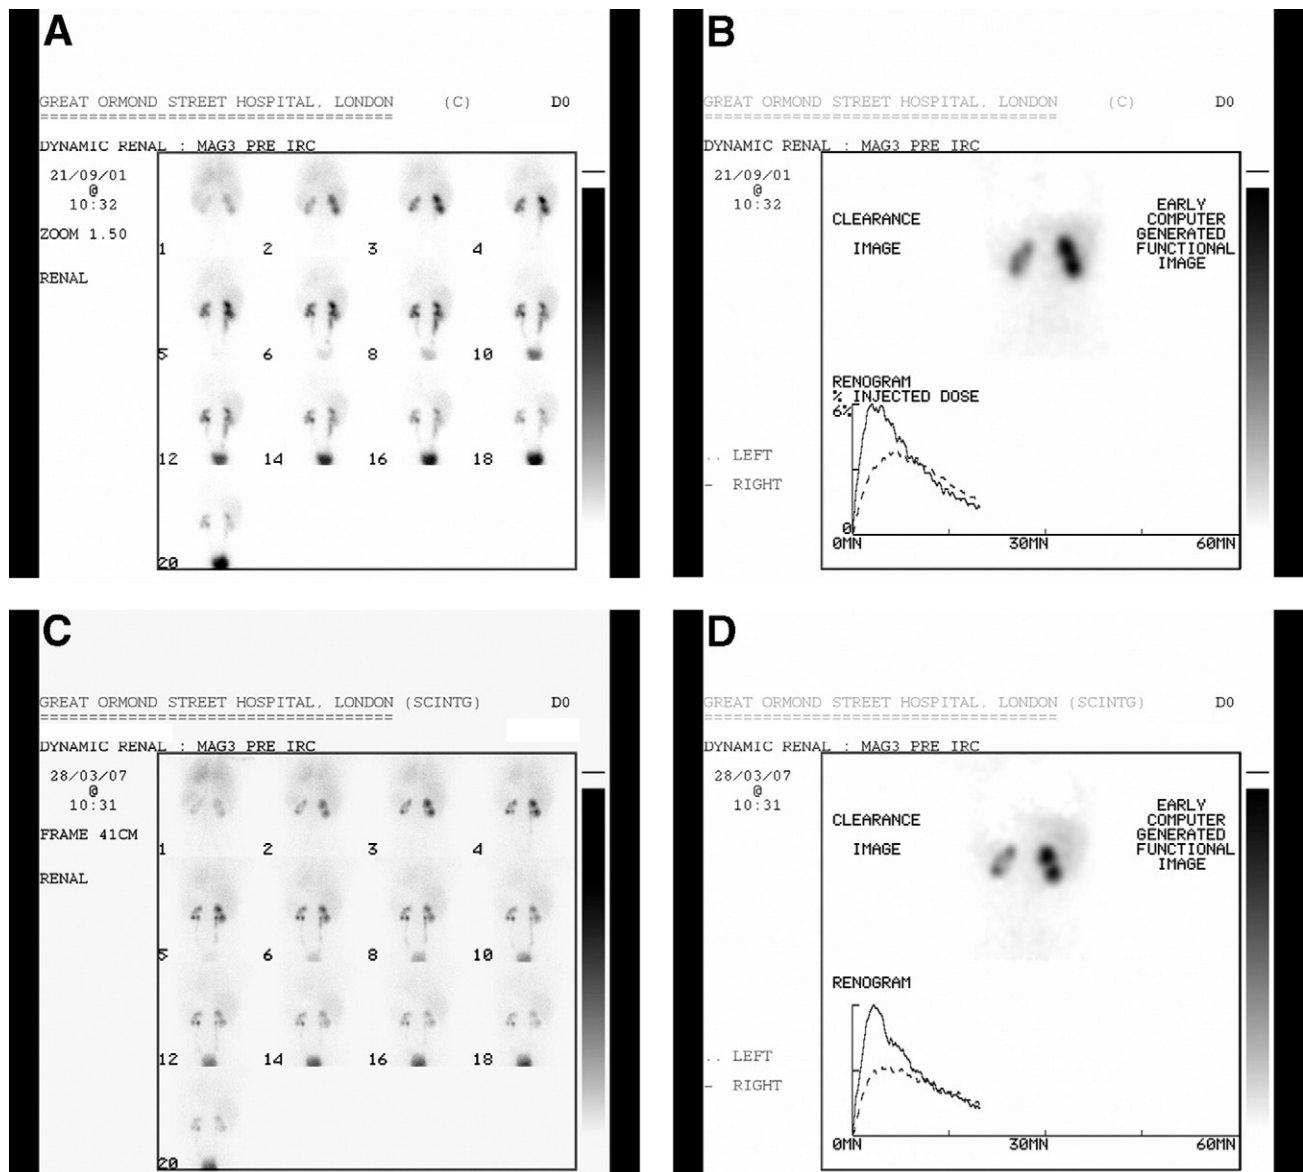 A
GREAT ORMOND STREET HOSPITAL, LONDON (C) D0
DYNAMIC RENAL : MAG3 PRE IRC
21/09/01
@
10:32
ZOOM 1.50
RENAL
1 2 3 4
5 6 8 10
12 14 16 18
20
B
GREAT ORMOND STREET HOSPITAL, LONDON (C) D0
DYNAMIC RENAL : MAG3 PRE IRC
21/09/01
@
10:32
CLEARANCE
IMAGE
EARLY
COMPUTER
GENERATED
FUNCTIONAL
IMAGE
RENOGRAM
% INJECTED DOSE
6%
.. LEFT
– RIGHT
0
0MN 30MN 60MN
C
GREAT ORMOND STREET HOSPITAL, LONDON (SCINTG) D0
DYNAMIC RENAL : MAG3 PRE IRC
28/03/07
@
10:31
FRAME 41CM
RENAL
1 2 3 4
5 6 8 10
12 14 16 18
20
D
GREAT ORMOND STREET HOSPITAL, LONDON (SCINTG) D0
DYNAMIC RENAL : MAG3 PRE IRC
28/03/07
@
10:31
CLEARANCE
IMAGE
EARLY
COMPUTER
GENERATED
FUNCTIONAL
IMAGE
RENOGRAM
.. LEFT
– RIGHT
0MN 30MN 60MN